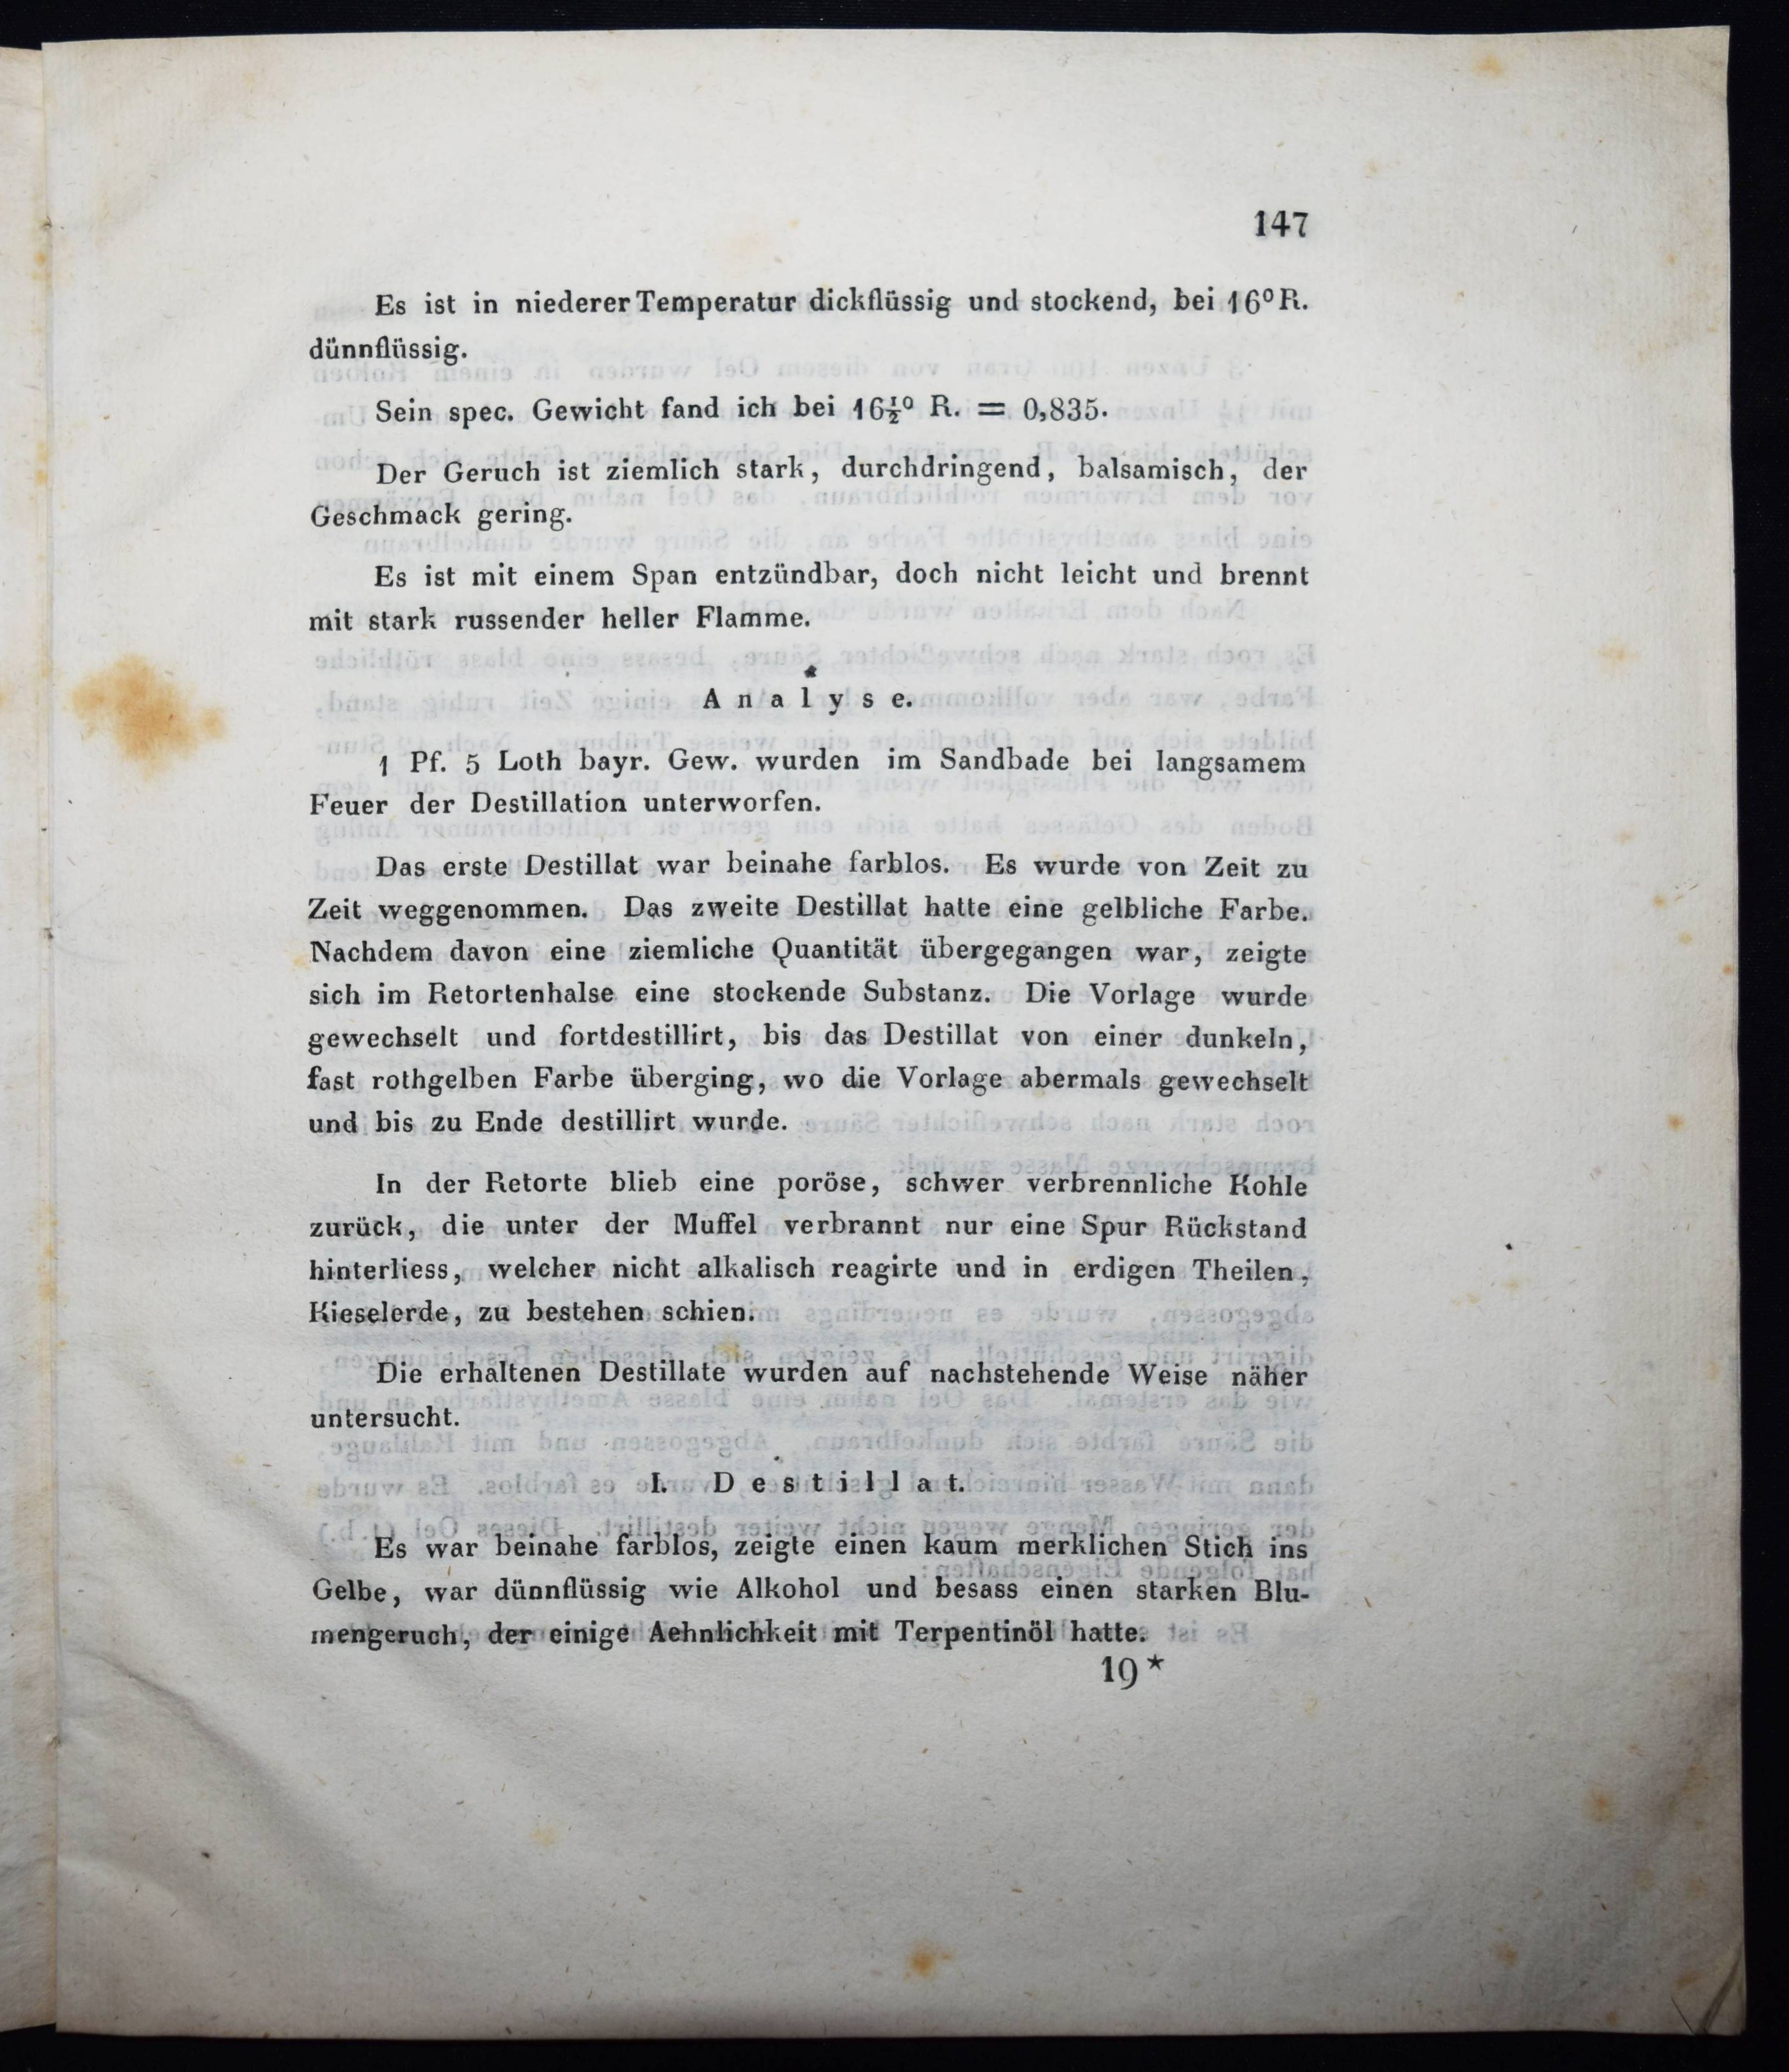 147
Es ist in niederer Temperatur dickflüssig und stockend, bei 16° R.
dünnflüssig.
Sein spec. Gewicht fand ich bei 16½° R. = 0,835.
Der Geruch ist ziemlich stark, durchdringend, balsamisch, der
Geschmack gering.
Es ist mit einem Span entzündbar, doch nicht leicht und brennt
mit stark russender heller Flamme.
Analyse.
1 Pf. 5 Loth bayr. Gew. wurden im Sandbade bei langsamem
Feuer der Destillation unterworfen.
Das erste Destillat war beinahe farblos. Es wurde von Zeit zu
Zeit weggenommen. Das zweite Destillat hatte eine gelbliche Farbe.
Nachdem davon eine ziemliche Quantität übergegangen war, zeigte
sich im Retortenhalse eine stockende Substanz. Die Vorlage wurde
gewechselt und fortdestillirt, bis das Destillat von einer dunkeln,
fast rothgelben Farbe überging, wo die Vorlage abermals gewechselt
und bis zu Ende destillirt wurde.
In der Retorte blieb eine poröse, schwer verbrennliche Kohle
zurück, die unter der Muffel verbrannt nur eine Spur Rückstand
hinterliess, welcher nicht alkalisch reagirte und in erdigen Theilen,
Kieselerde, zu bestehen schien.
Die erhaltenen Destillate wurden auf nachstehende Weise näher
untersucht.
I. Destillat.
Es war beinahe farblos, zeigte einen kaum merklichen Stich ins
Gelbe, war dünnflüssig wie Alkohol und besass einen starken Blu-
mengeruch, der einige Aehnlichkeit mit Terpentinöl hatte.
19*